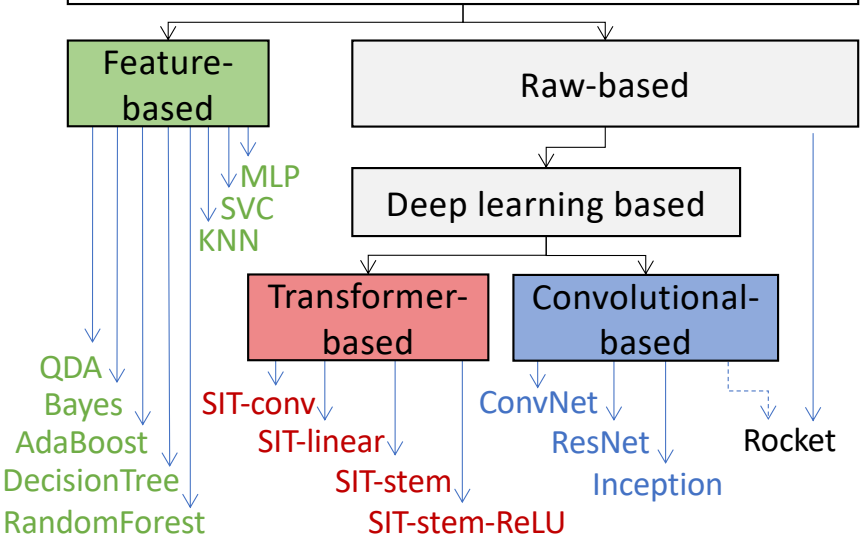 Feature-
based
Raw-based
MLP
SVC
KNN
Deep learning based
Transformer-
based
Convolutional-
based
QDA
Bayes
AdaBoost
DecisionTree
RandomForest
SIT-conv
SIT-linear
SIT-stem
SIT-stem-ReLU
ConvNet
ResNet
Inception
Rocket